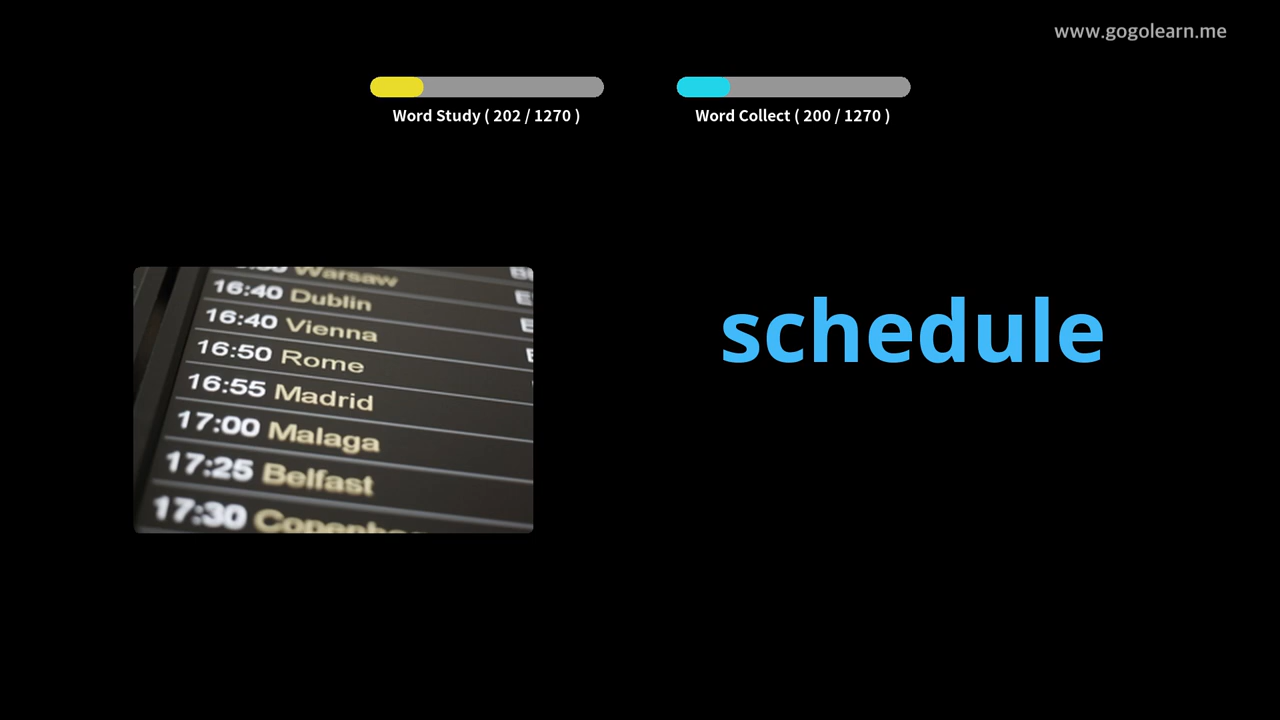 www.gogolearn.me
Word Study ( 202 / 1270 )
Word Collect ( 200 / 1270 )
Warsaw
16:40 Dublin
16:40 Vienna
16:50 Rome
16:55 Madrid
17:00 Malaga
17:25 Belfast
17:30
schedule